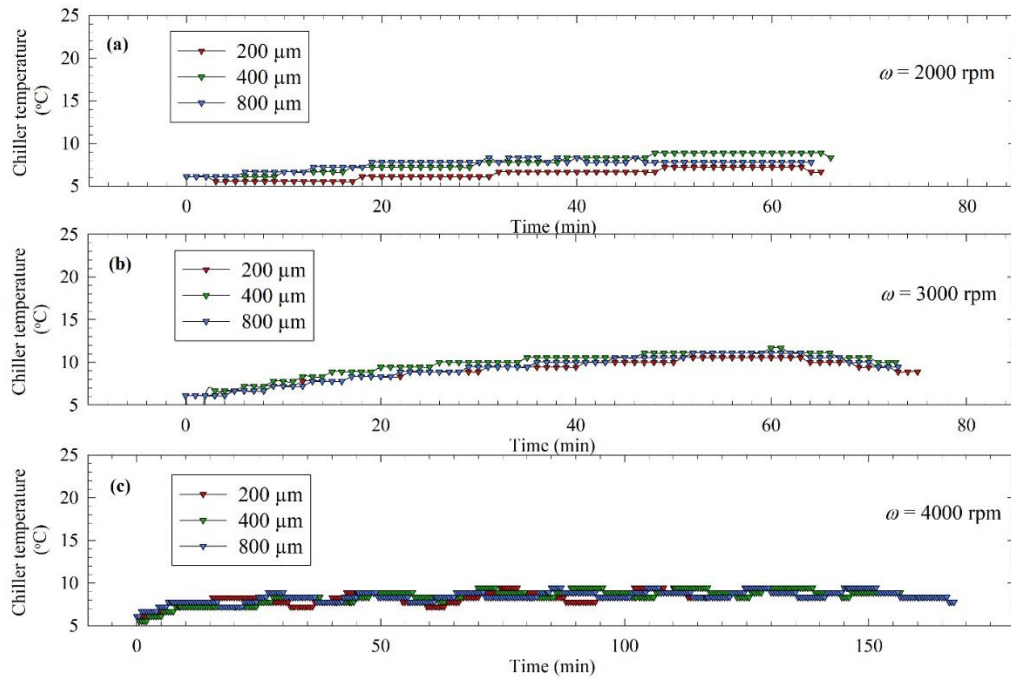 25
(a)
20
15
10
5
Chiller temperature
(°C)
200 µm
400 µm
800 µm
ω = 2000 rpm
0 20 40 60 80
Time (min)
25
(b)
20
15
10
5
Chiller temperature
(°C)
200 µm
400 µm
800 µm
ω = 3000 rpm
0 20 40 60 80
Time (min)
25
(c)
20
15
10
5
Chiller temperature
(°C)
200 µm
400 µm
800 µm
ω = 4000 rpm
0 50 100 150
Time (min)